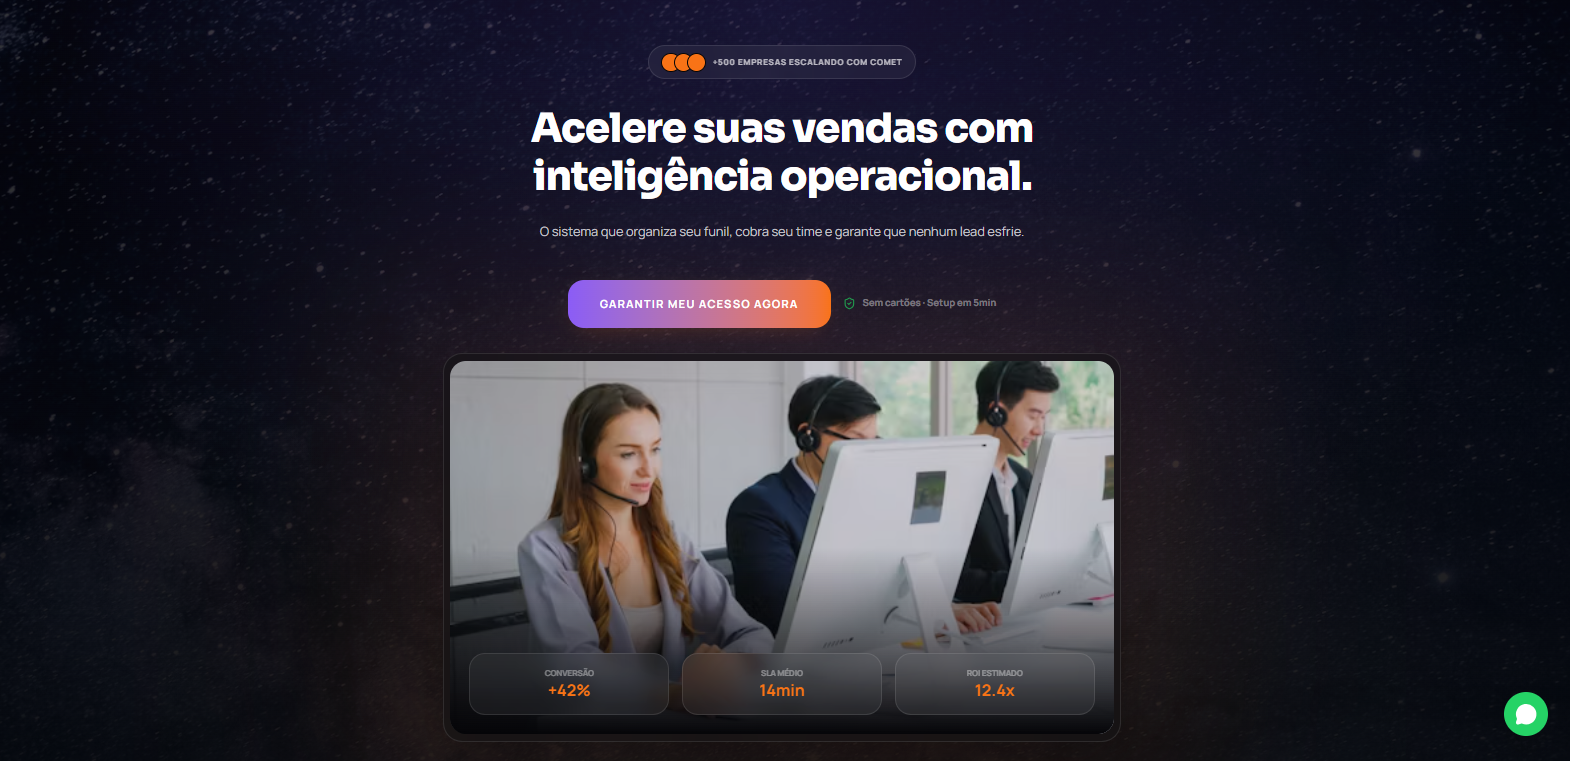 +500 EMPRESAS ESCALANDO COM COMET
Acelere suas vendas com
inteligência operacional.
O sistema que organiza seu funil, cobra seu time e garante que nenhum lead esfrie.
GARANTIR MEU ACESSO AGORA
Sem cartões · Setup em 5min
CONVERSÃO
+42%
SLA MÉDIO
14min
ROI ESTIMADO
12.4x